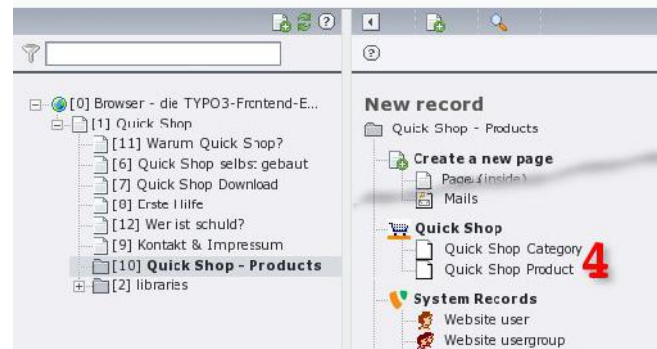 [0] Browser - die TYPO3-Frontend-E...
[1] Quick Shop
[11] Warum Quick Shop?
[6] Quick Shop selbst gebaut
[7] Quick Shop Download
[8] Erste Hilfe
[12] Wer ist schuld?
[9] Kontakt & Impressum
[10] Quick Shop - Products
[2] libraries
New record
Quick Shop - Products
Create a new page
Page (inside)
Mails
Quick Shop
Quick Shop Category
Quick Shop Product
4
System Records
Website user
Website usergroup